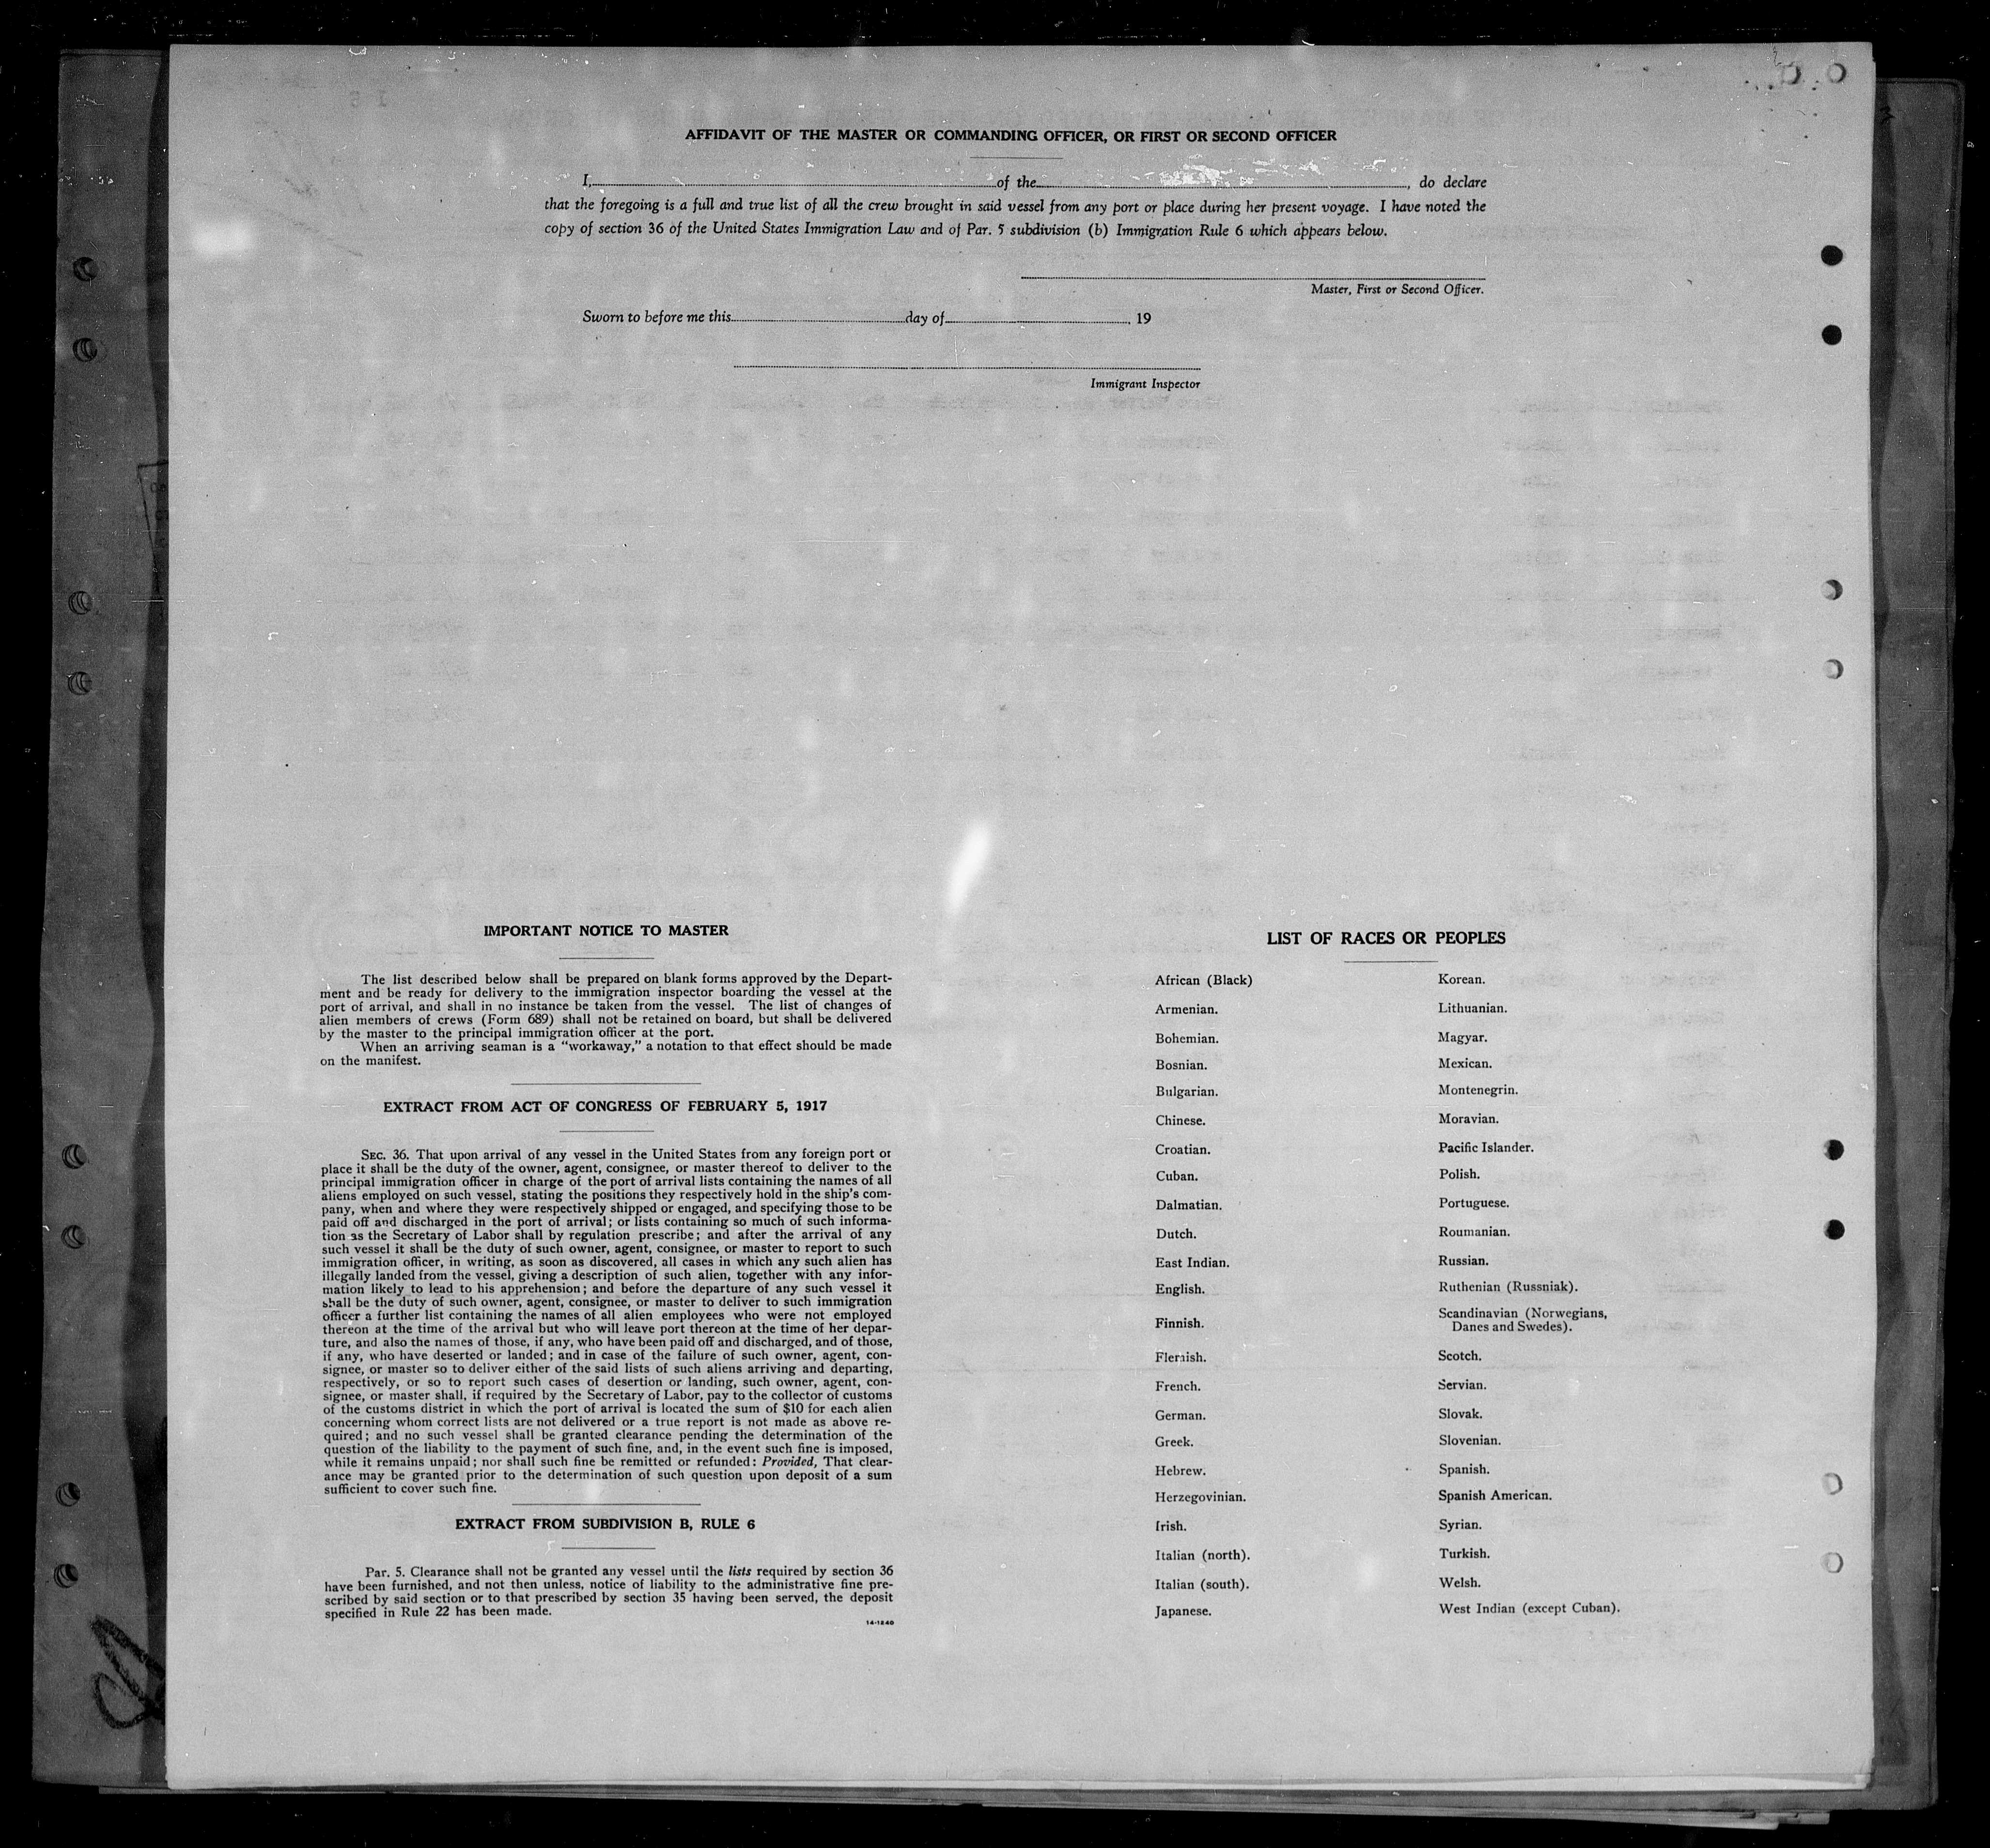 AFFIDAVIT OF THE MASTER OR COMMANDING OFFICER, OR FIRST OR SECOND OFFICER
I, of the , do declare
that the foregoing is a full and true list of all the crew brought in said vessel from any port or place during her present voyage. I have noted the
copy of section 36 of the United States Immigration Law and of Par. 5 subdivision (b) Immigration Rule 6 which appears below.
Master, First or Second Officer.
Sworn to before me this day of , 19
Immigrant Inspector
IMPORTANT NOTICE TO MASTER
The list described below shall be prepared on blank forms approved by the Depart-
ment and be ready for delivery to the immigration inspector boarding the vessel at the
port of arrival, and shall in no instance be taken from the vessel. The list of changes of
alien members of crews (Form 689) shall not be retained on board, but shall be delivered
by the master to the principal immigration officer at the port.
When an arriving seaman is a "workaway," a notation to that effect should be made
on the manifest.
EXTRACT FROM ACT OF CONGRESS OF FEBRUARY 5, 1917
SEC. 36. That upon arrival of any vessel in the United States from any foreign port or
place it shall be the duty of the owner, agent, consignee, or master thereof to deliver to the
principal immigration officer in charge of the port of arrival lists containing the names of all
aliens employed on such vessel, stating the positions they respectively hold in the ship's com-
pany, when and where they were respectively shipped or engaged, and specifying those to be
paid off and discharged in the port of arrival; or lists containing so much of such informa-
tion as the Secretary of Labor shall by regulation prescribe; and after the arrival of any
such vessel it shall be the duty of such owner, agent, consignee, or master to report to such
immigration officer, in writing, as soon as discovered, all cases in which any such alien has
illegally landed from the vessel, giving a description of such alien, together with any infor-
mation likely to lead to his apprehension; and before the departure of any such vessel it
shall be the duty of such owner, agent, consignee, or master to deliver to such immigration
officer a further list containing the names of all alien employees who were not employed
thereon at the time of the arrival but who will leave port thereon at the time of her depar-
ture, and also the names of those, if any, who have been paid off and discharged, and of those,
if any, who have deserted or landed; and in case of the failure of such owner, agent, con-
signee, or master so to deliver either of the said lists of such aliens arriving and departing,
respectively, or so to report such cases of desertion or landing, such owner, agent, con-
signee, or master shall, if required by the Secretary of Labor, pay to the collector of customs
of the customs district in which the port of arrival is located the sum of $10 for each alien
concerning whom correct lists are not delivered or a true report is not made as above re-
quired; and no such vessel shall be granted clearance pending the determination of the
question of the liability to the payment of such fine, and, in the event such fine is imposed,
while it remains unpaid; nor shall such fine be remitted or refunded: Provided, That clear-
ance may be granted prior to the determination of such question upon deposit of a sum
sufficient to cover such fine.
EXTRACT FROM SUBDIVISION B, RULE 6
Par. 5. Clearance shall not be granted any vessel until the lists required by section 36
have been furnished, and not then unless, notice of liability to the administrative fine pre-
scribed by said section or to that prescribed by section 35 having been served, the deposit
specified in Rule 22 has been made.
14-1240
LIST OF RACES OR PEOPLES
African (Black)
Armenian.
Bohemian.
Bosnian.
Bulgarian.
Chinese.
Croatian.
Cuban.
Dalmatian.
Dutch.
East Indian.
English.
Finnish.
Flemish.
French.
German.
Greek.
Hebrew.
Herzegovinian.
Irish.
Italian (north).
Italian (south).
Japanese.
Korean.
Lithuanian.
Magyar.
Mexican.
Montenegrin.
Moravian.
Pacific Islander.
Polish.
Portuguese.
Roumanian.
Russian.
Ruthenian (Russniak).
Scandinavian (Norwegians,
Danes and Swedes).
Scotch.
Servian.
Slovak.
Slovenian.
Spanish.
Spanish American.
Syrian.
Turkish.
Welsh.
West Indian (except Cuban).